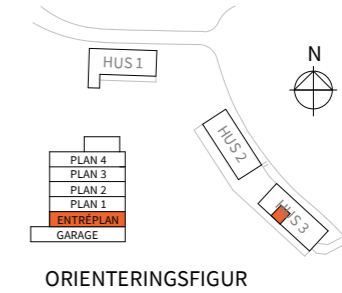 HUS 1
N
HUS 2
HUS 3
PLAN 4
PLAN 3
PLAN 2
PLAN 1
ENTRÉPLAN
GARAGE
ORIENTERINGSFIGUR